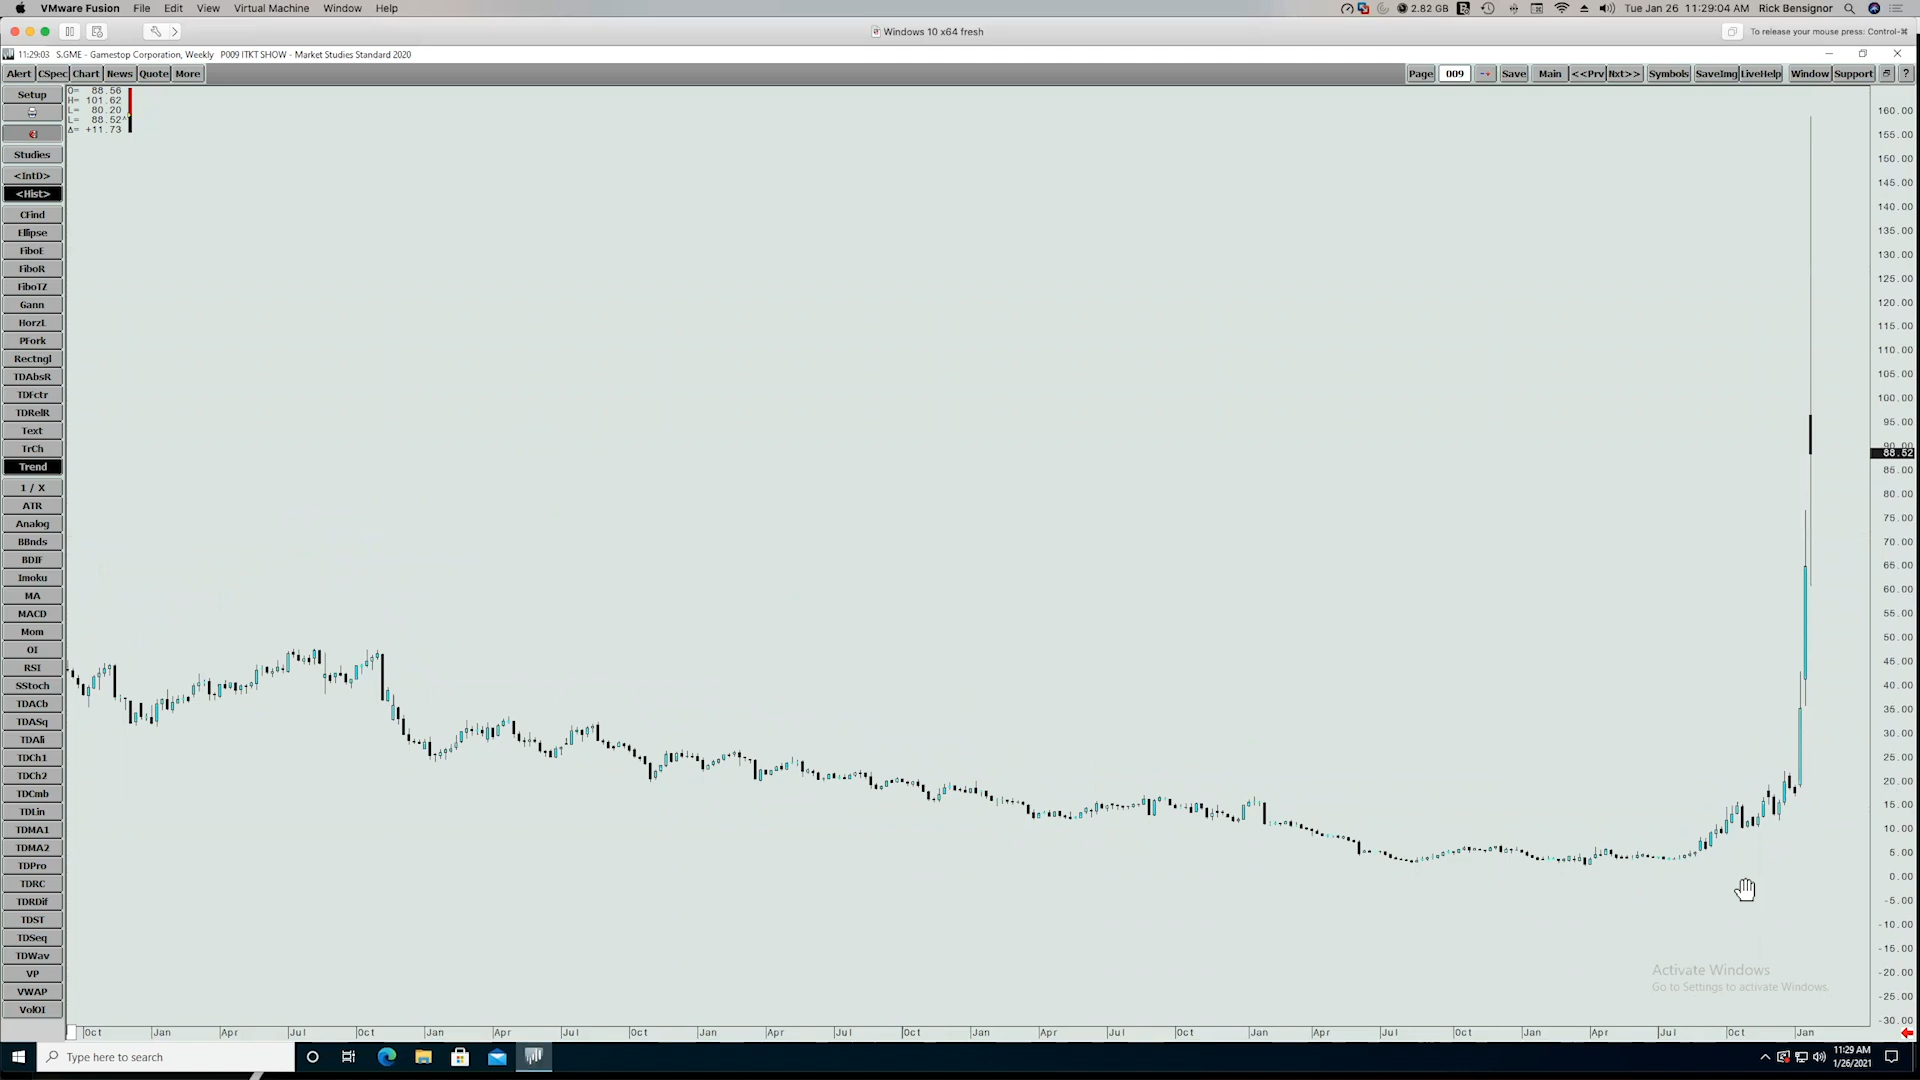 VMware Fusion File Edit View Virtual Machine Window Help 2.82 GB Tue Jan 26 11:29:04 AM Rick Bensignor
Windows 10 x64 fresh To release your mouse press: Control-⌘
11:29:03 S.GME - Gamestop Corporation, Weekly P009 ITKT SHOW - Market Studies Standard 2020
Alert CSpec Chart News Quote More Page 009 Save Main <<Prv Nxt>> Symbols SaveImg LiveHelp Window Support ?
O= 88.56
H= 101.62
L= 80.20
L= 88.52^
Δ= +11.73
Setup
Studies
<IntD>
<Hist>
CFind
Ellipse
FiboE
FiboR
FiboTZ
Gann
HorzL
PFork
Rectngl
TDAbsR
TDFctr
TDRelR
Text
TrCh
Trend
1 / X
ATR
Analog
BBnds
BDIF
Imoku
MA
MACD
Mom
OI
RSI
SStoch
TDACb
TDASq
TDAli
TDCh1
TDCh2
TDCmb
TDLin
TDMA1
TDMA2
TDPro
TDRC
TDRDif
TDST
TDSeq
TDWav
VP
VWAP
VolOI
160.00
155.00
150.00
145.00
140.00
135.00
130.00
125.00
120.00
115.00
110.00
105.00
100.00
95.00
90.00
88.52
85.00
80.00
75.00
70.00
65.00
60.00
55.00
50.00
45.00
40.00
35.00
30.00
25.00
20.00
15.00
10.00
5.00
0.00
-5.00
-10.00
-15.00
-20.00
-25.00
-30.00
Activate Windows
Go to Settings to activate Windows.
Oct Jan Apr Jul Oct Jan Apr Jul Oct Jan Apr Jul Oct Jan Apr Jul Oct Jan Apr Jul Oct Jan Apr Jul Oct Jan
Type here to search
11:29 AM
1/26/2021